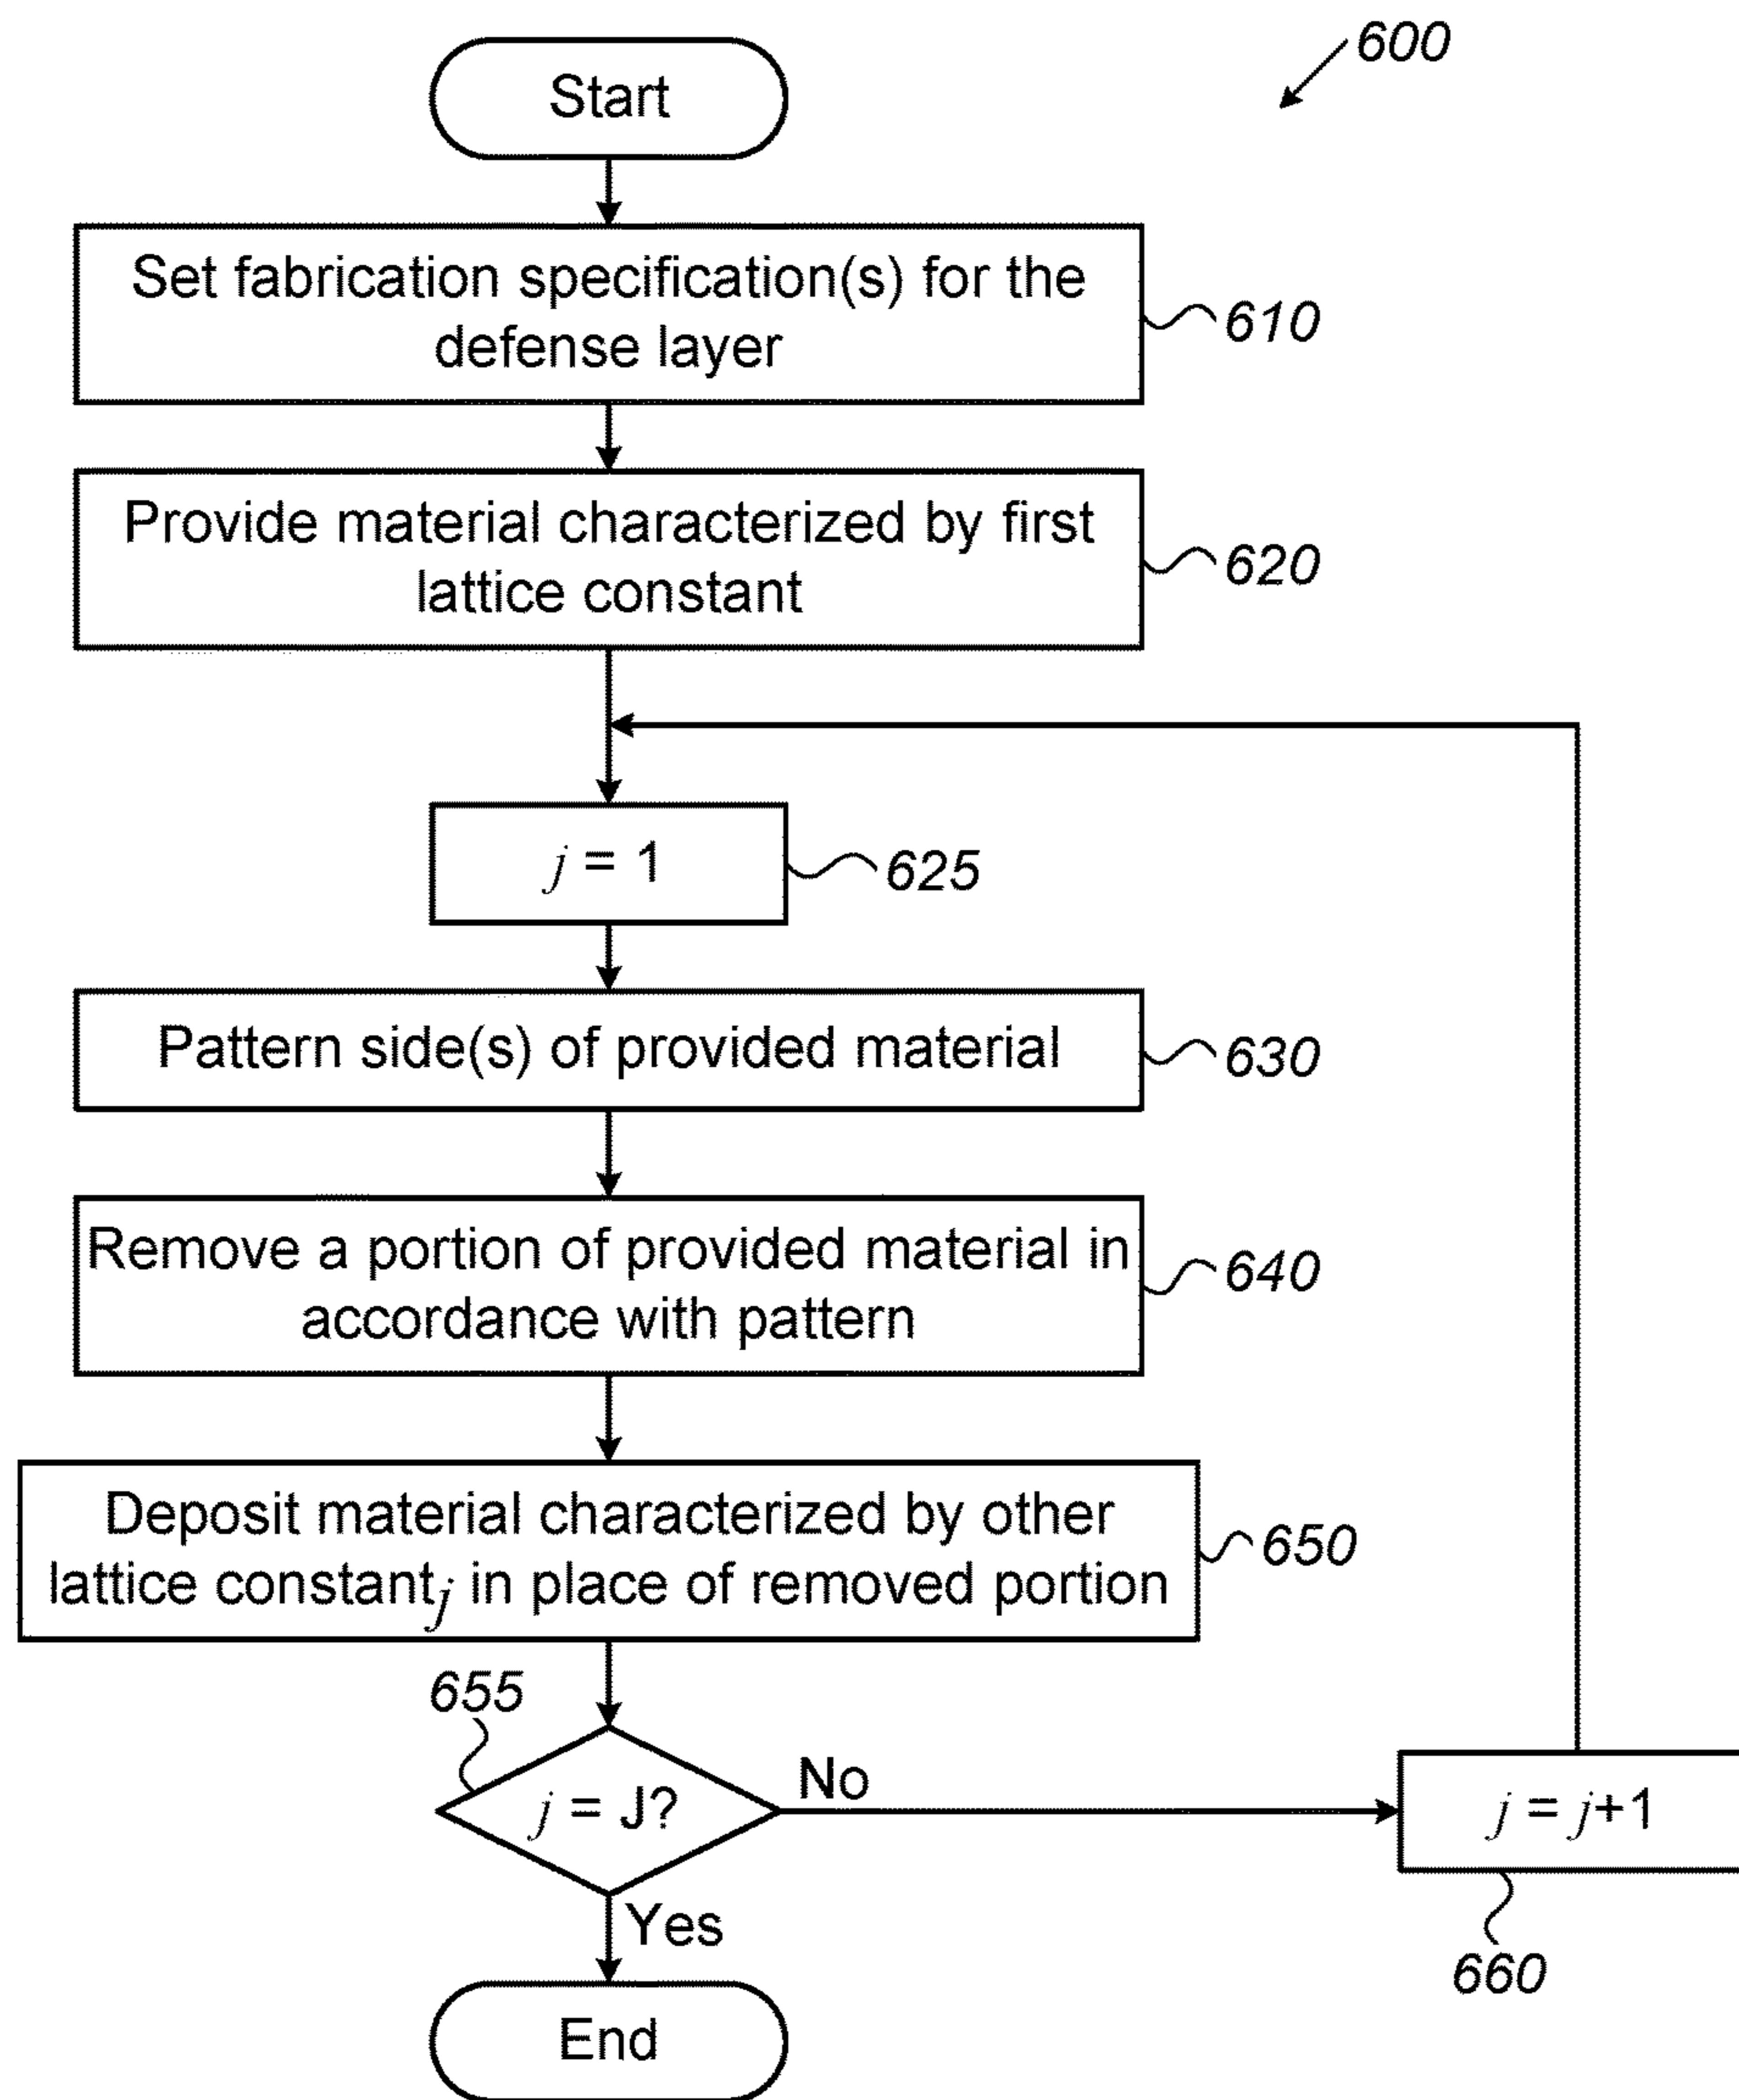 600
Start
Set fabrication specification(s) for the
defense layer
610
Provide material characterized by first
lattice constant
620
j = 1
625
Pattern side(s) of provided material
630
Remove a portion of provided material in
accordance with pattern
640
Deposit material characterized by other
lattice constantj in place of removed portion
650
655
j = J?
No
j = j+1
660
Yes
End